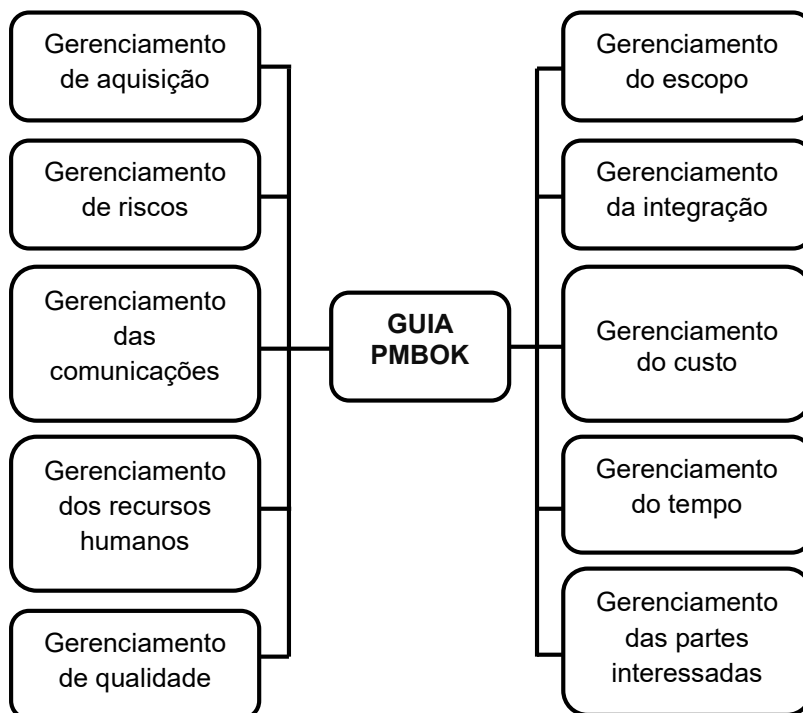 Gerenciamento
de aquisição
Gerenciamento
de riscos
Gerenciamento
das
comunicações
Gerenciamento
dos recursos
humanos
Gerenciamento
de qualidade
GUIA
PMBOK
Gerenciamento
do escopo
Gerenciamento
da integração
Gerenciamento
do custo
Gerenciamento
do tempo
Gerenciamento
das partes
interessadas